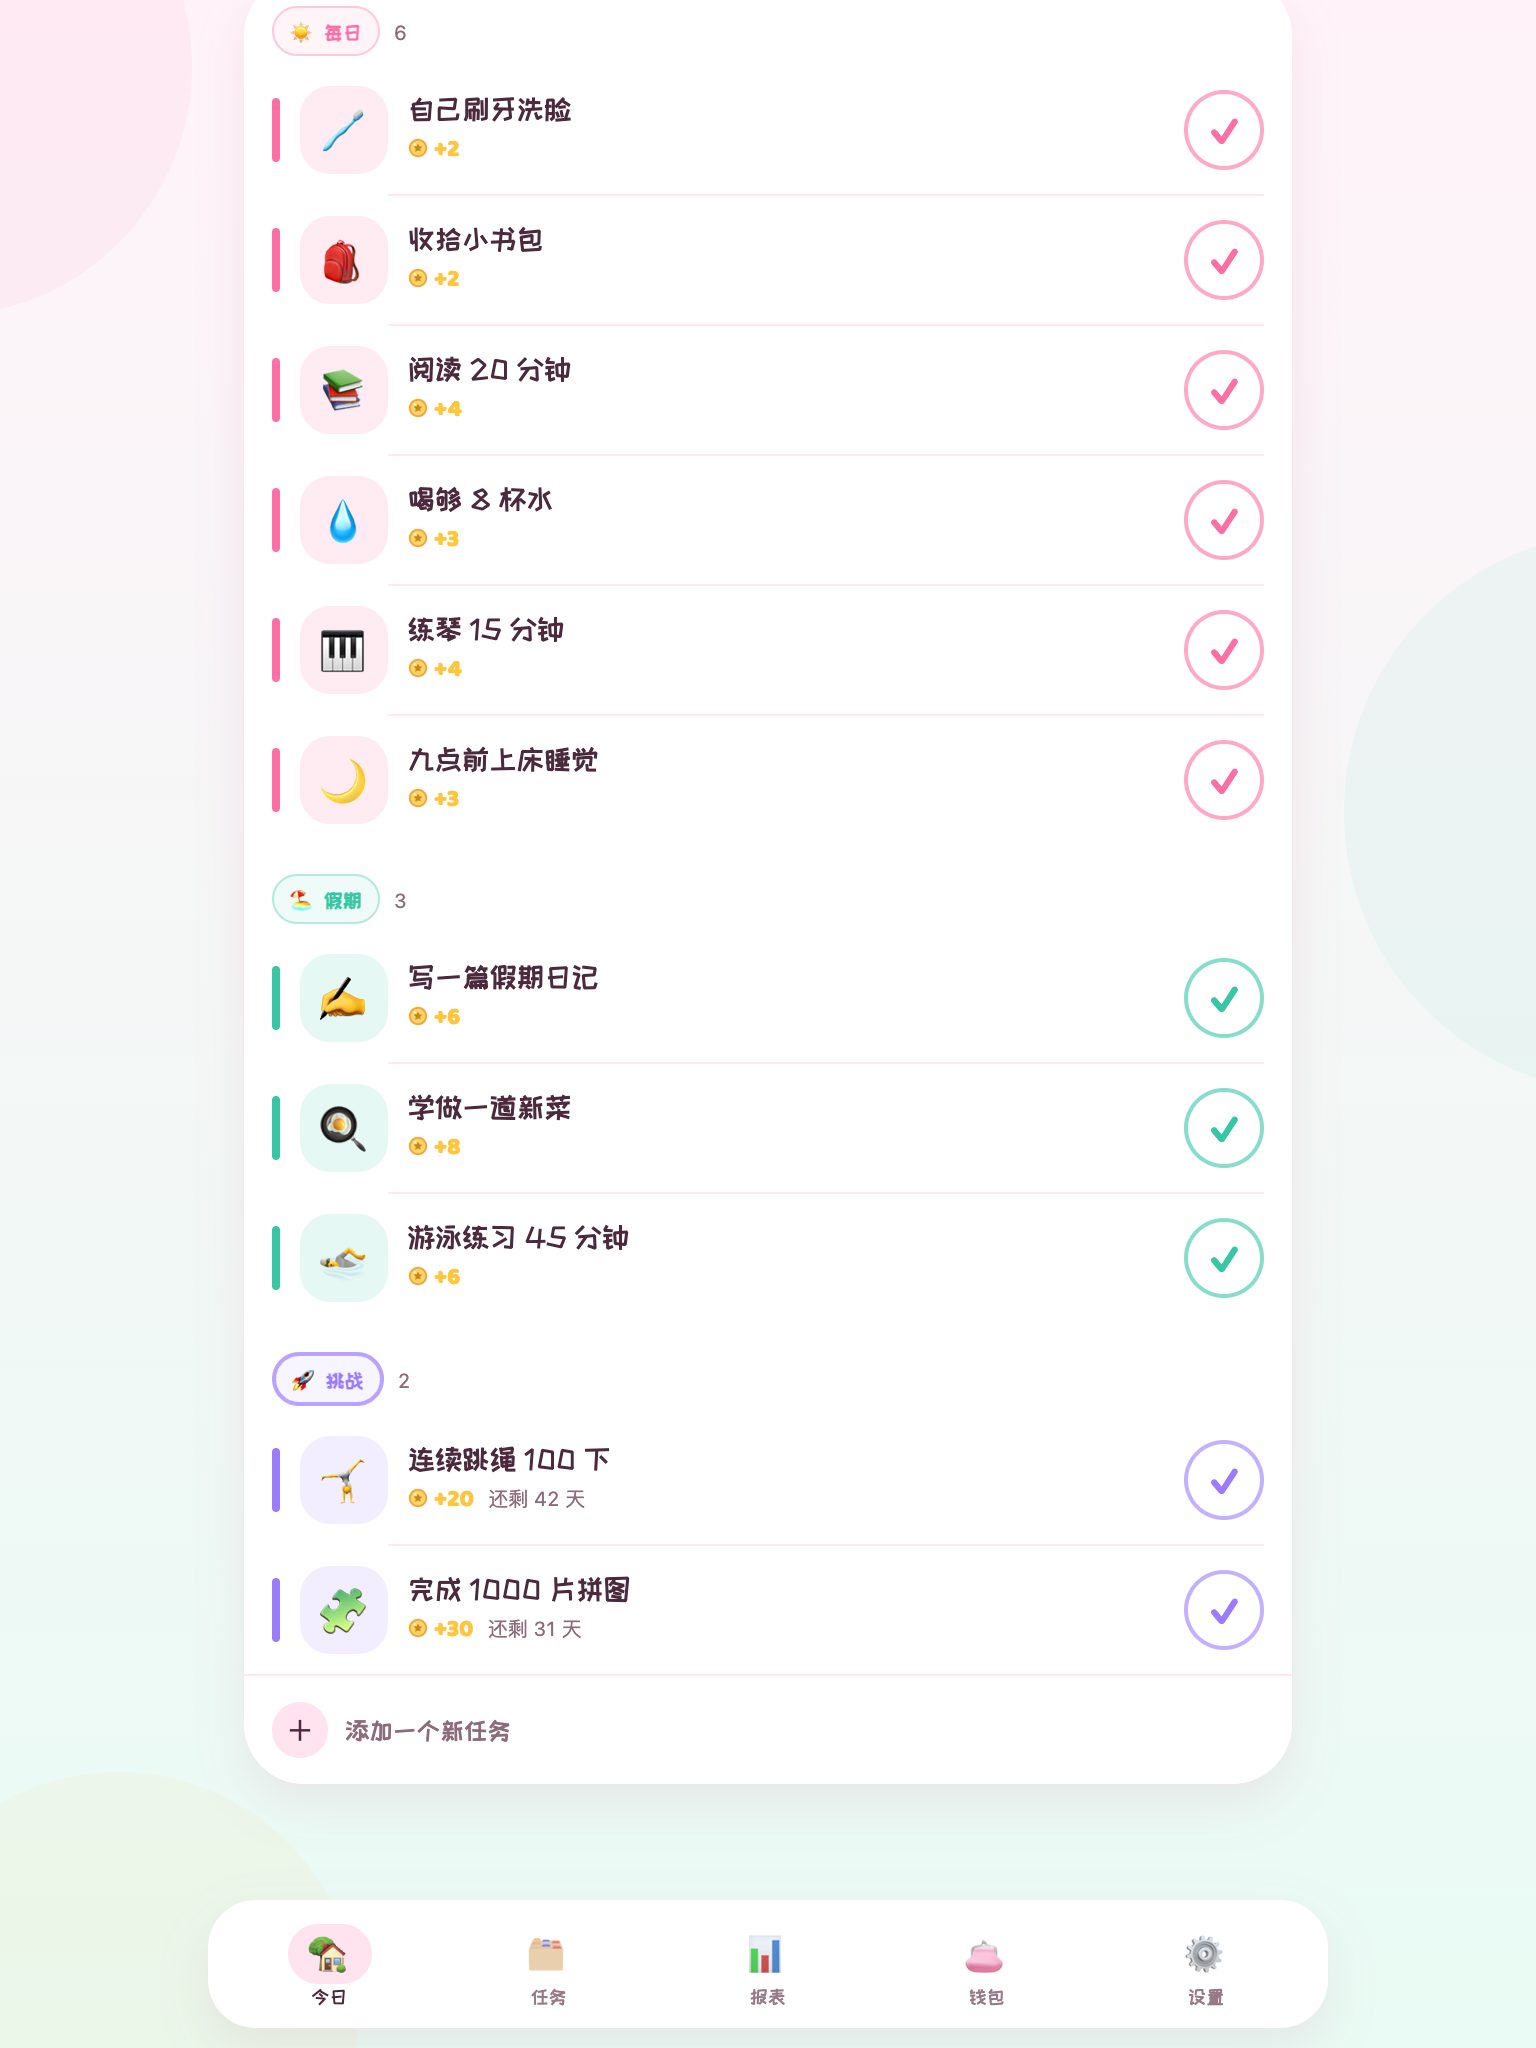 每日 6
自己刷牙洗脸
+2
收拾小书包
+2
阅读 20 分钟
+4
喝够 8 杯水
+3
练琴 15 分钟
+4
九点前上床睡觉
+3
假期 3
写一篇假期日记
+6
学做一道新菜
+8
游泳练习 45 分钟
+6
挑战 2
连续跳绳 100 下
+20 还剩 42 天
完成 1000 片拼图
+30 还剩 31 天
添加一个新任务
今日 任务 报表 钱包 设置